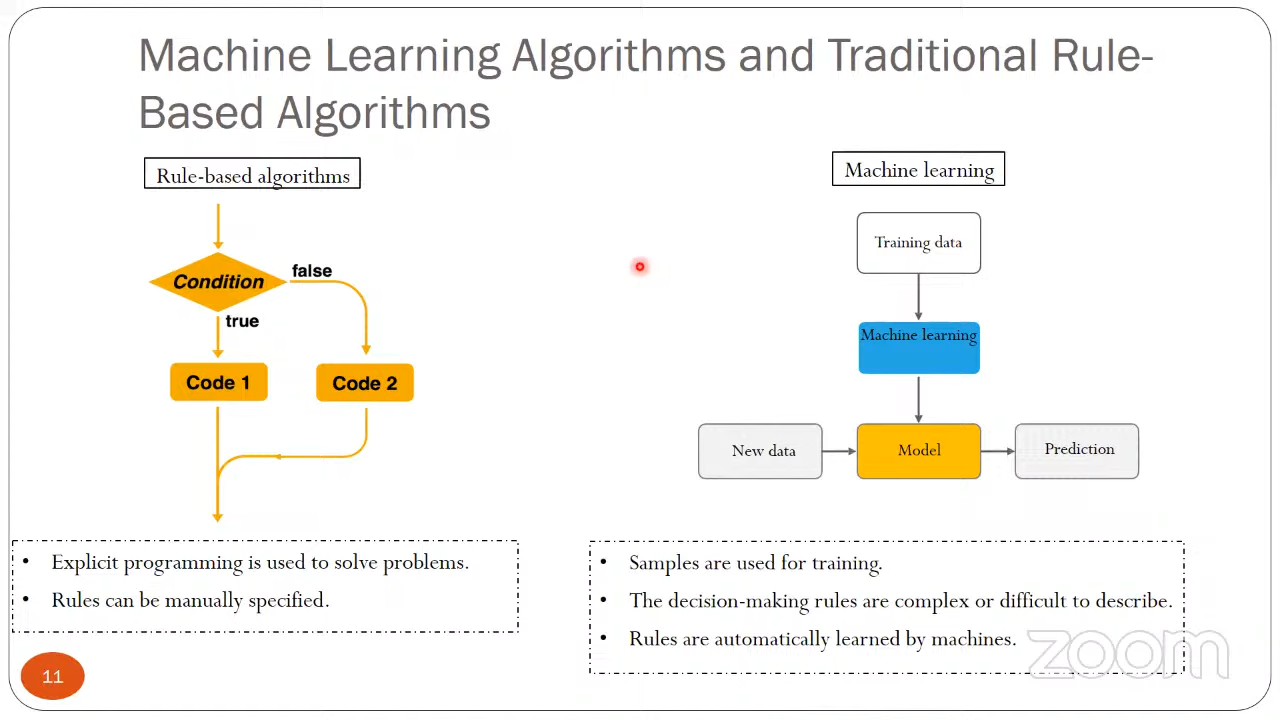 Machine Learning Algorithms and Traditional Rule-
Based Algorithms
Rule-based algorithms
Condition
false
true
Code 1
Code 2
Machine learning
Training data
Machine learning
New data
Model
Prediction
• Explicit programming is used to solve problems.
• Rules can be manually specified.
• Samples are used for training.
• The decision-making rules are complex or difficult to describe.
• Rules are automatically learned by machines.
zoom
11